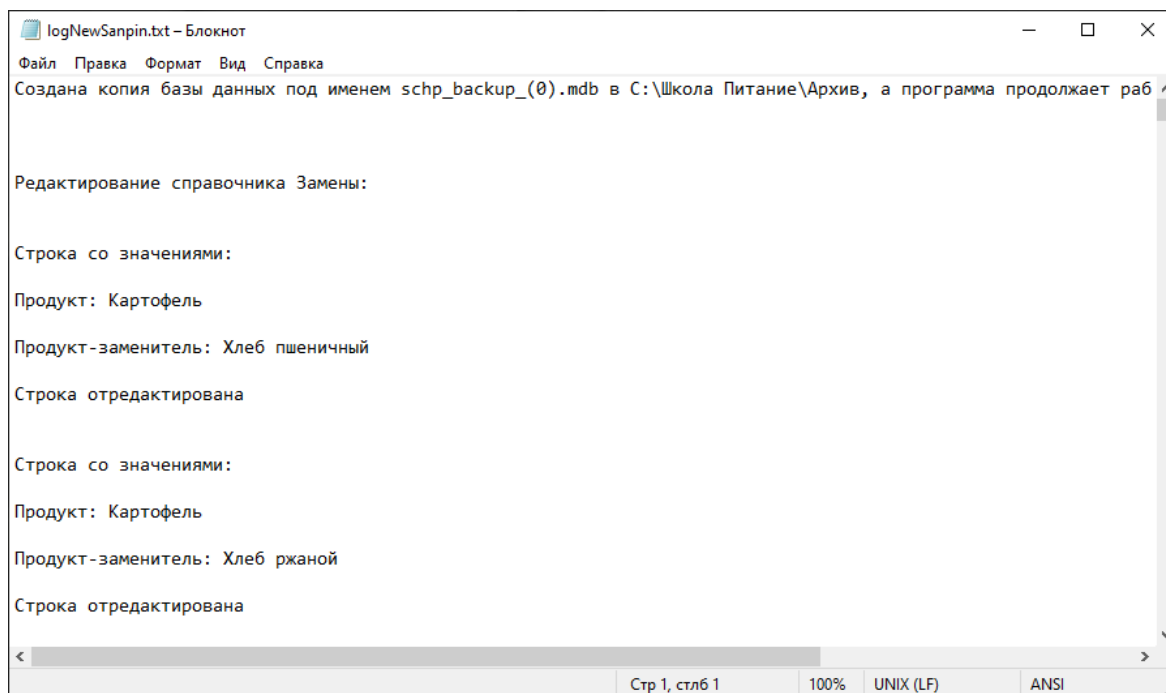 logNewSanpin.txt – Блокнот
Файл Правка Формат Вид Справка
Создана копия базы данных под именем schp_backup_(0).mdb в C:\Школа Питание\Архив, а программа продолжает раб
Редактирование справочника Замены:
Строка со значениями:
Продукт: Картофель
Продукт-заменитель: Хлеб пшеничный
Строка отредактирована
Строка со значениями:
Продукт: Картофель
Продукт-заменитель: Хлеб ржаной
Строка отредактирована
Стр 1, стлб 1 100% UNIX (LF) ANSI